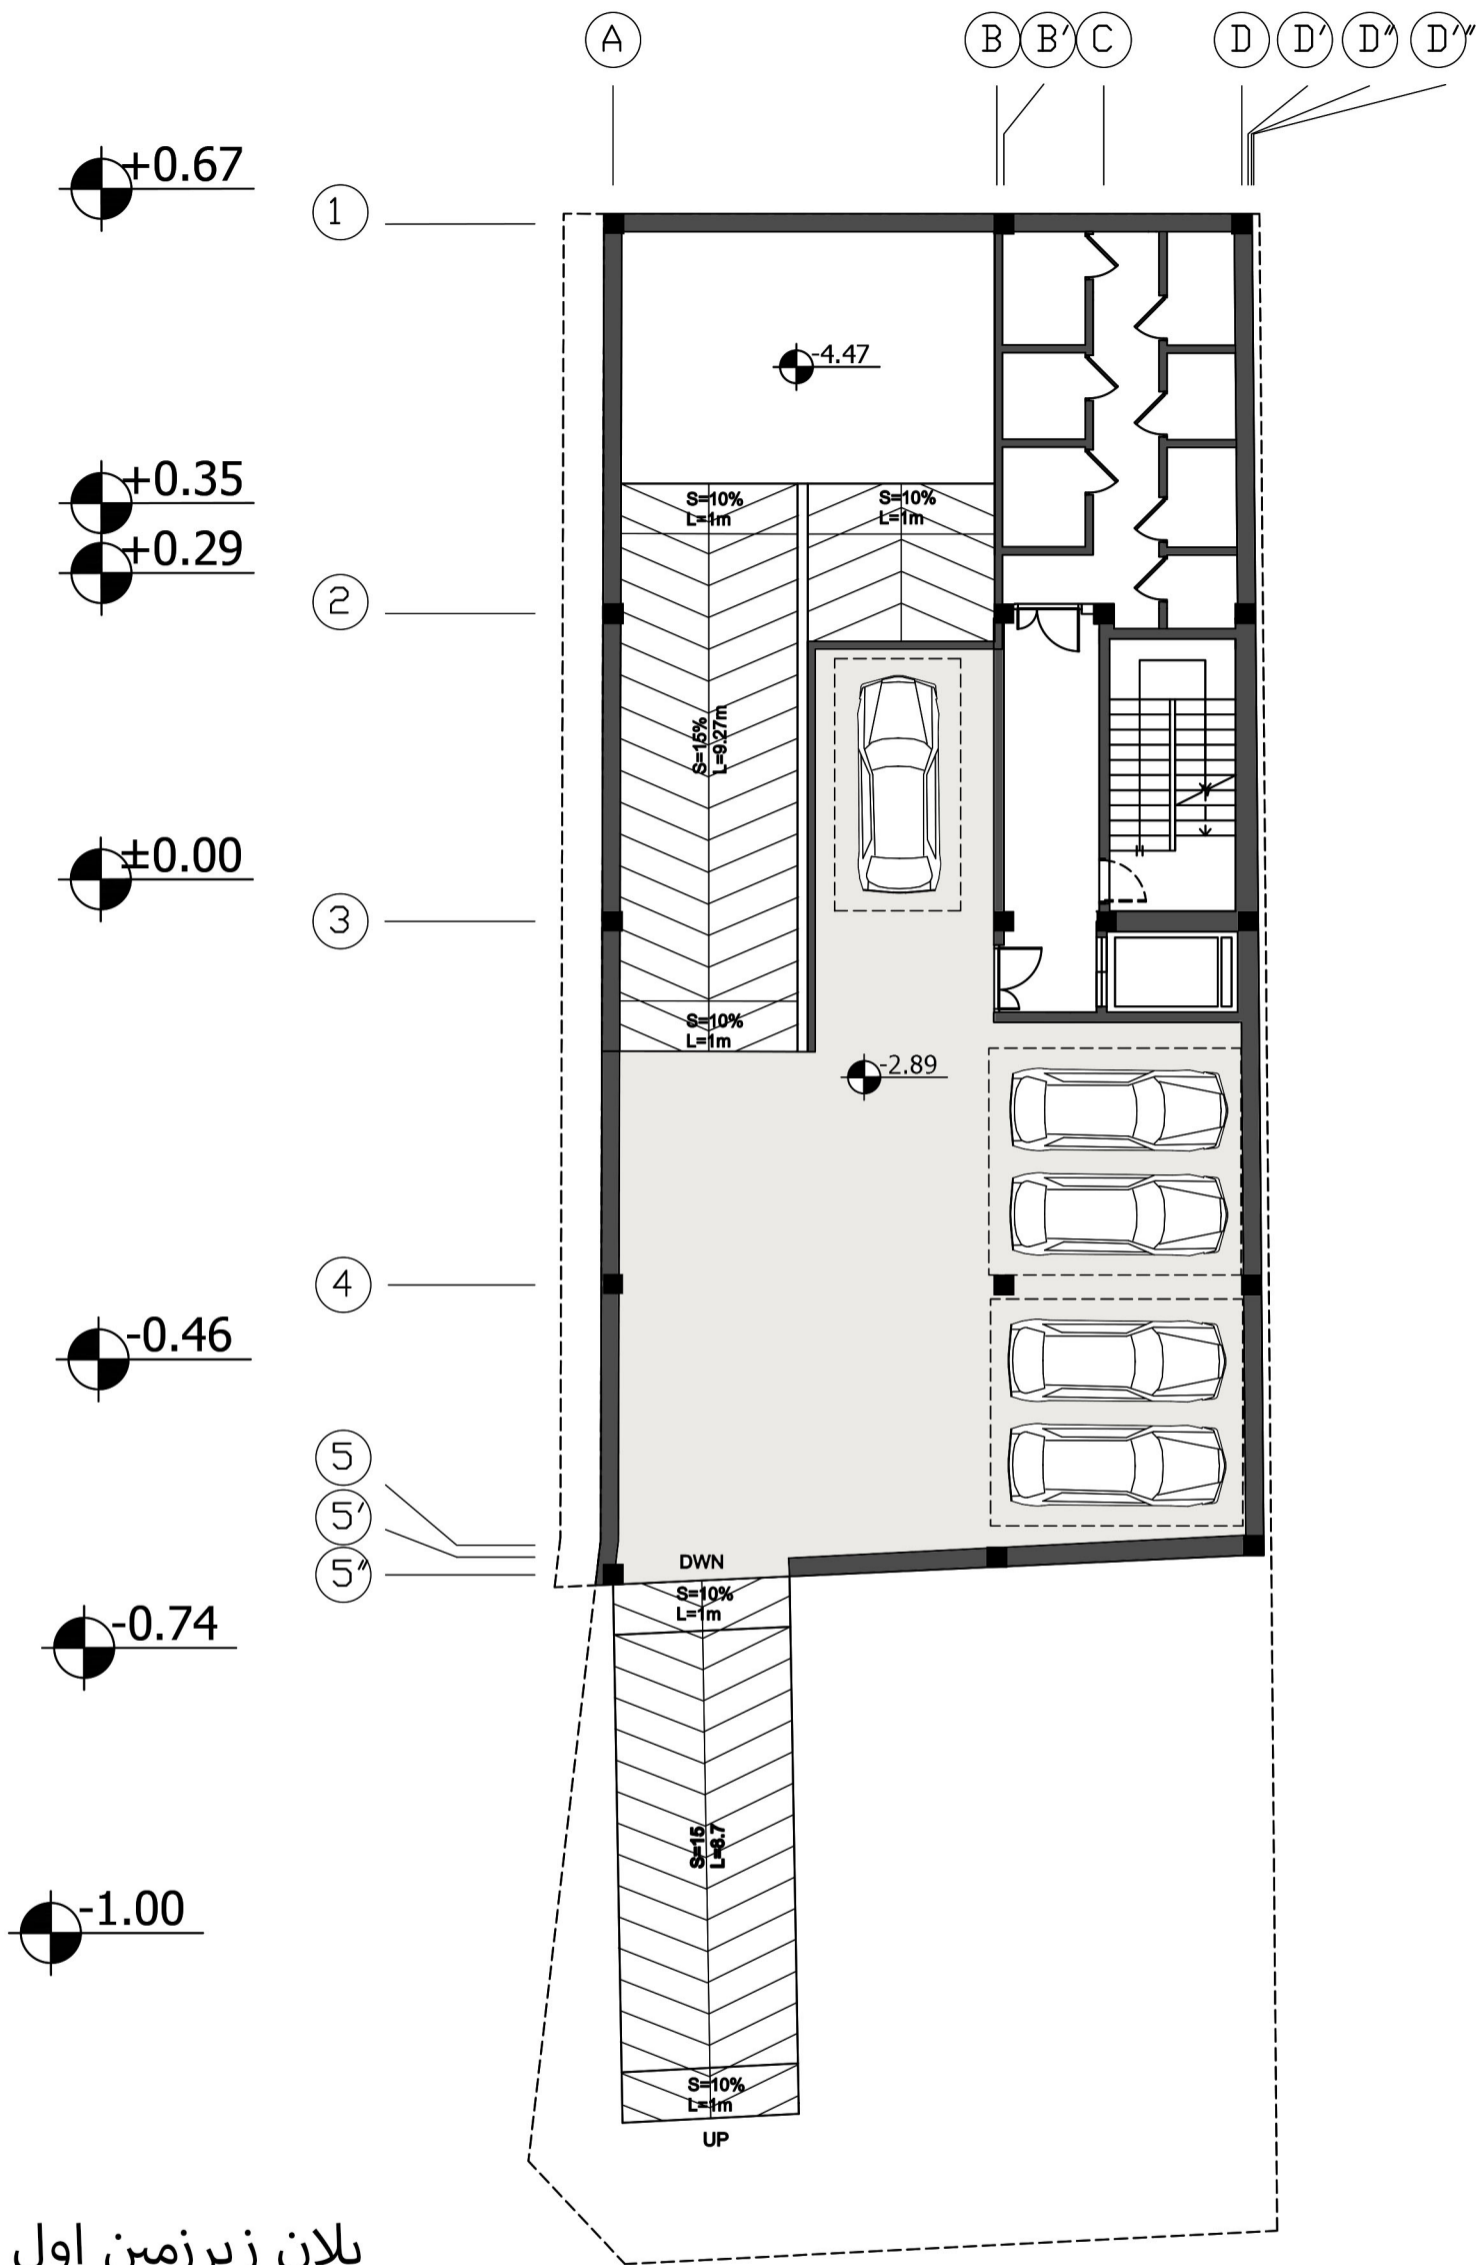 A B B' C D D' D" D'"
+0.67
1
-4.47
+0.35
S=10%
L=1m
S=10%
L=1m
+0.29
2
S=15%
L=9.27m
±0.00
3
S=10%
L=1m
-2.89
4
-0.46
5
5'
5"
DWN
S=10%
L=1m
-0.74
S=15
L=8.7
-1.00
S=10%
L=1m
UP
پلان زیرزمین اول